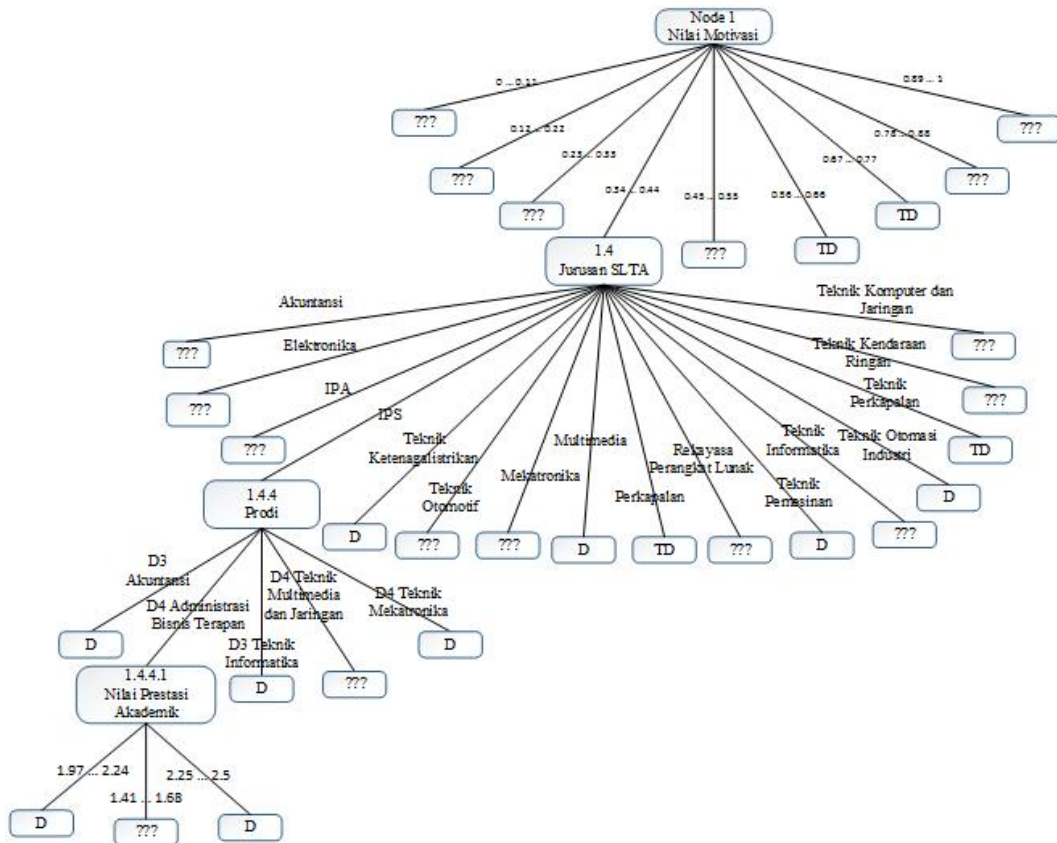 Node 1
Nilai Motivasi
0 ... 0.11
0.12 ... 0.22
0.23 ... 0.33
0.34 ... 0.44
0.45 ... 0.55
0.56 ... 0.66
0.67 ... 0.77
0.78 ... 0.88
0.89 ... 1
???
???
???
???
TD
TD
???
???
1.4
Jurusan SLTA
Akuntansi
Elektronika
IPA
IPS
Teknik
Ketenagalistrikan
Teknik
Otomotif
Mekatronika
Multimedia
Perkapalan
Rekayasa
Perangkat Lunak
Teknik
Pemesinan
Teknik
Informatika
Teknik Otomasi
Industri
Teknik
Perkapalan
Teknik Kendaraan
Ringan
Teknik Komputer dan
Jaringan
???
???
???
D
???
???
D
TD
???
D
???
D
TD
???
???
1.4.4
Prodi
D3
Akuntansi
D4 Administrasi
Bisnis Terapan
D3 Teknik
Informatika
D4 Teknik
Multimedia
dan Jaringan
D4 Teknik
Mekatronika
D
D
???
D
1.4.4.1
Nilai Prestasi
Akademik
1.97 ... 2.24
1.41 ... 1.68
2.25 ... 2.5
D
???
D